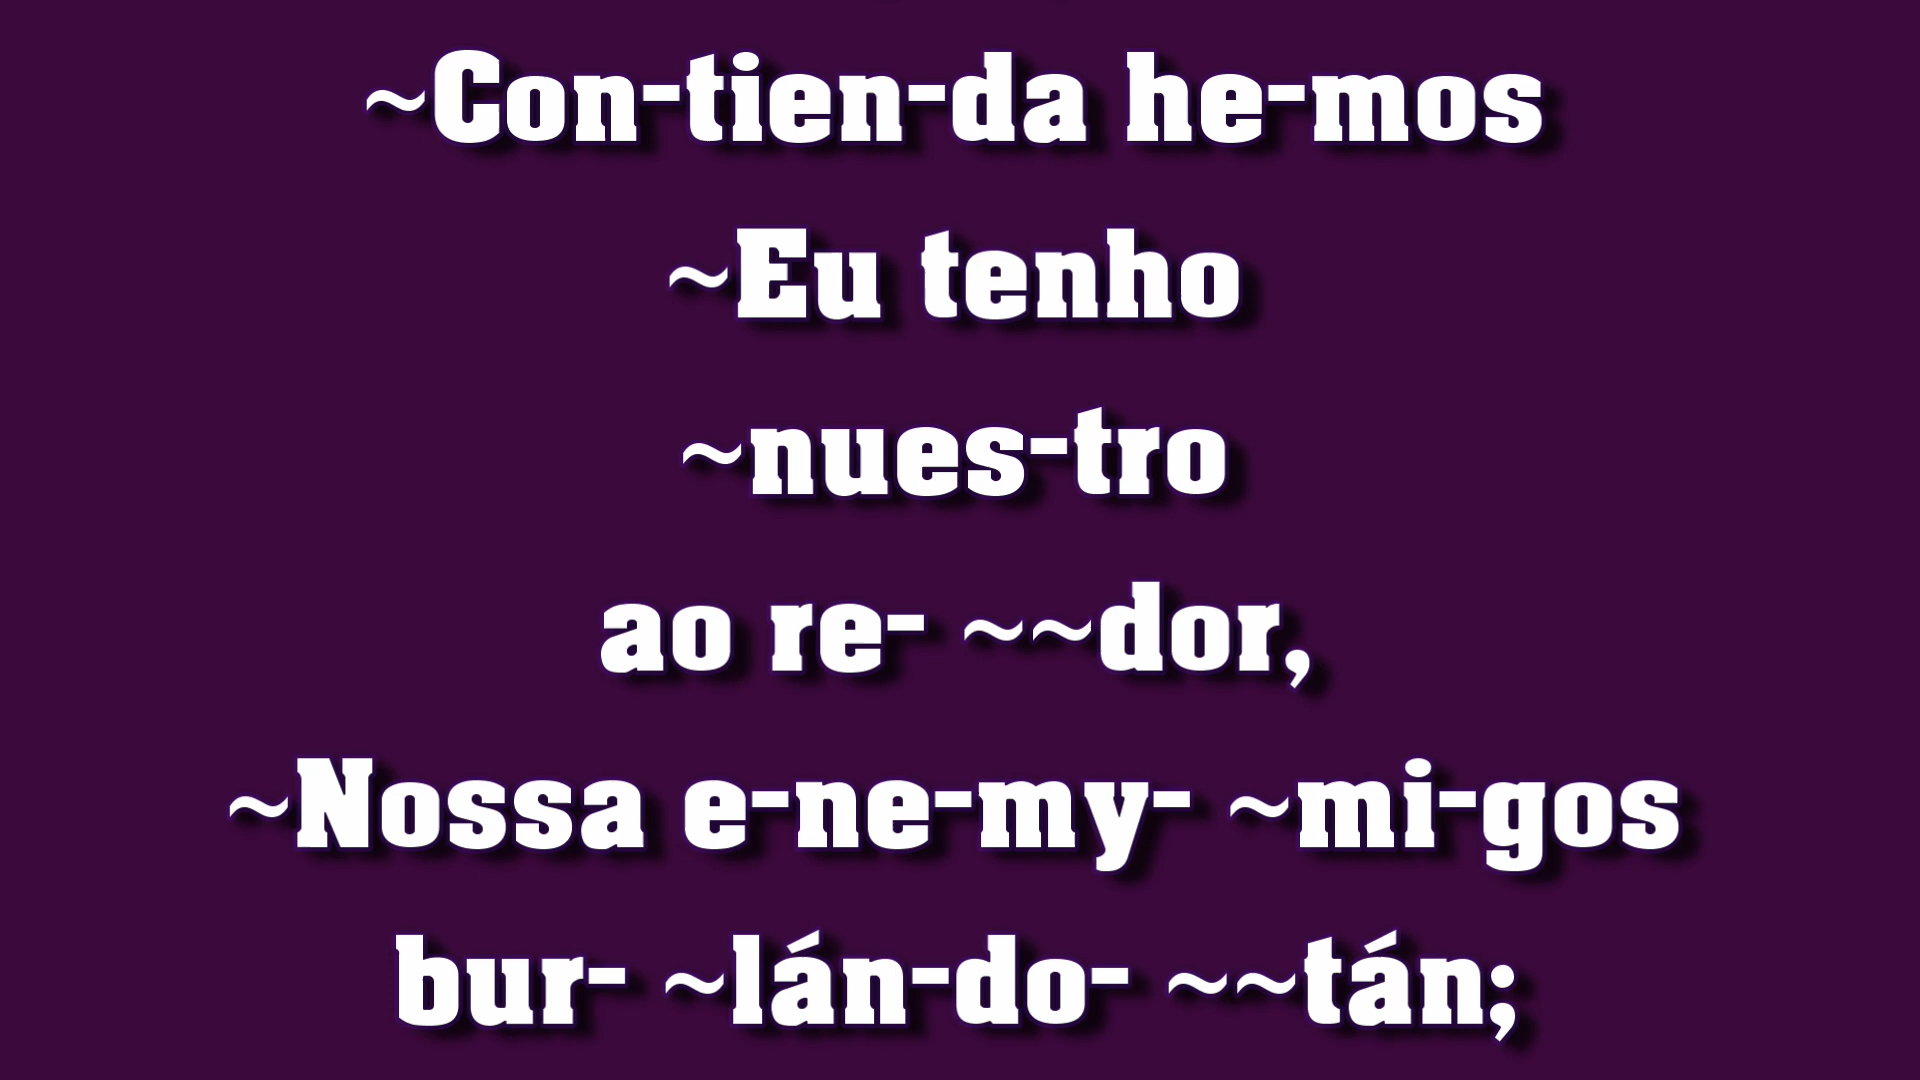 ~Con-tien-da he-mos
~Eu tenho
~nues-tro
ao re- ~~dor,
~Nossa e-ne-my- ~mi-gos
bur- ~lán-do- ~~tán;